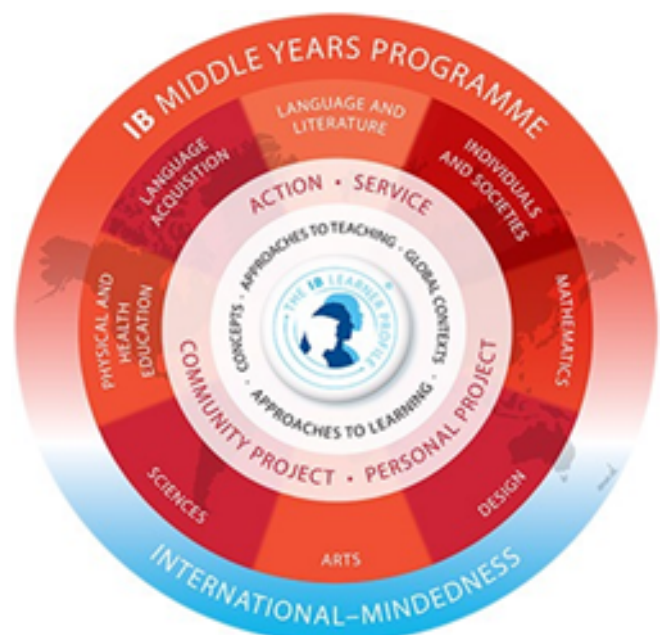 IB MIDDLE YEARS PROGRAMME
LANGUAGE AND
LITERATURE
INDIVIDUALS
AND SOCIETIES
MATHEMATICS
DESIGN
ARTS
SCIENCES
PHYSICAL AND
HEALTH
EDUCATION
LANGUAGE
ACQUISITION
ACTION • SERVICE
COMMUNITY PROJECT • PERSONAL PROJECT
APPROACHES TO TEACHING · GLOBAL CONTEXTS ·
APPROACHES TO LEARNING · CONCEPTS ·
THE IB LEARNER PROFILE
®
INTERNATIONAL–MINDEDNESS